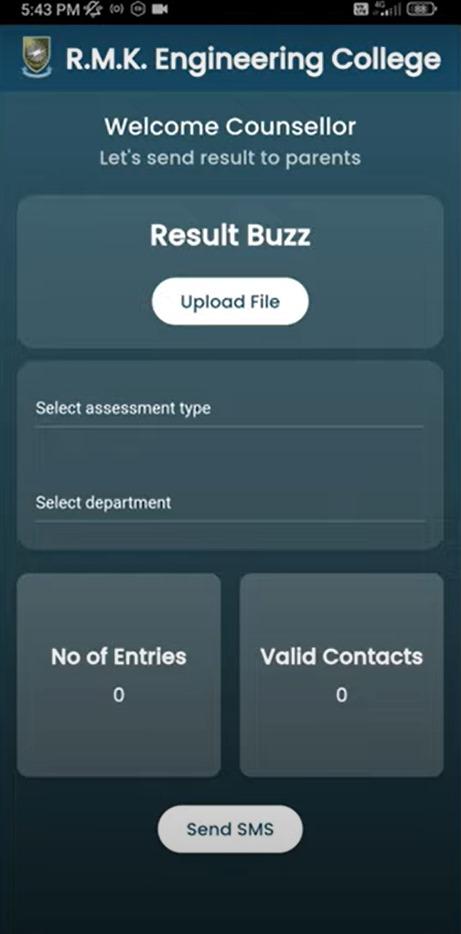 5:43 PM
R.M.K. Engineering College
Welcome Counsellor
Let's send result to parents
Result Buzz
Upload File
Select assessment type
Select department
No of Entries
0
Valid Contacts
0
Send SMS